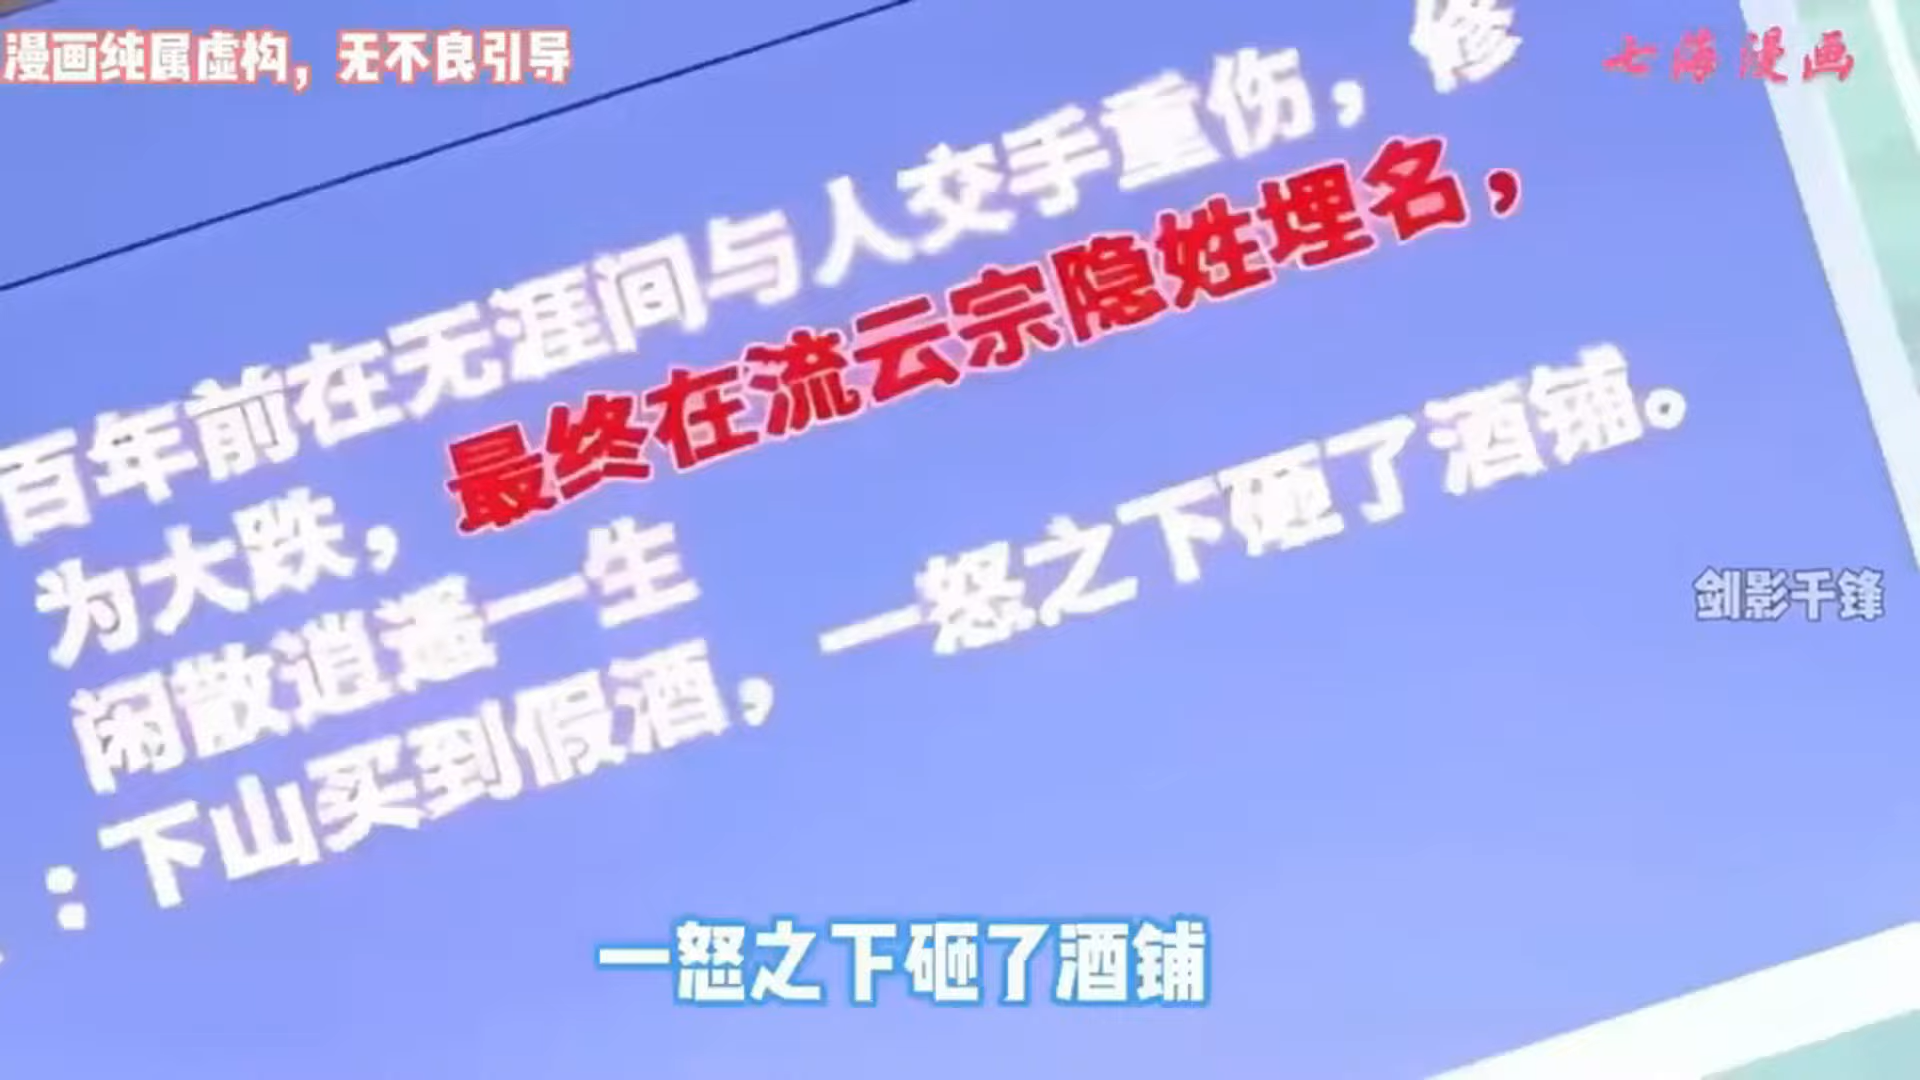 漫画纯属虚构，无不良引导
七海漫画
百年前在无涯间与人交手重伤，修
为大跌，最终在流云宗隐姓埋名，
闲散逍遥一生
：下山买到假酒，一怒之下砸了酒铺。
剑影千锋
一怒之下砸了酒铺